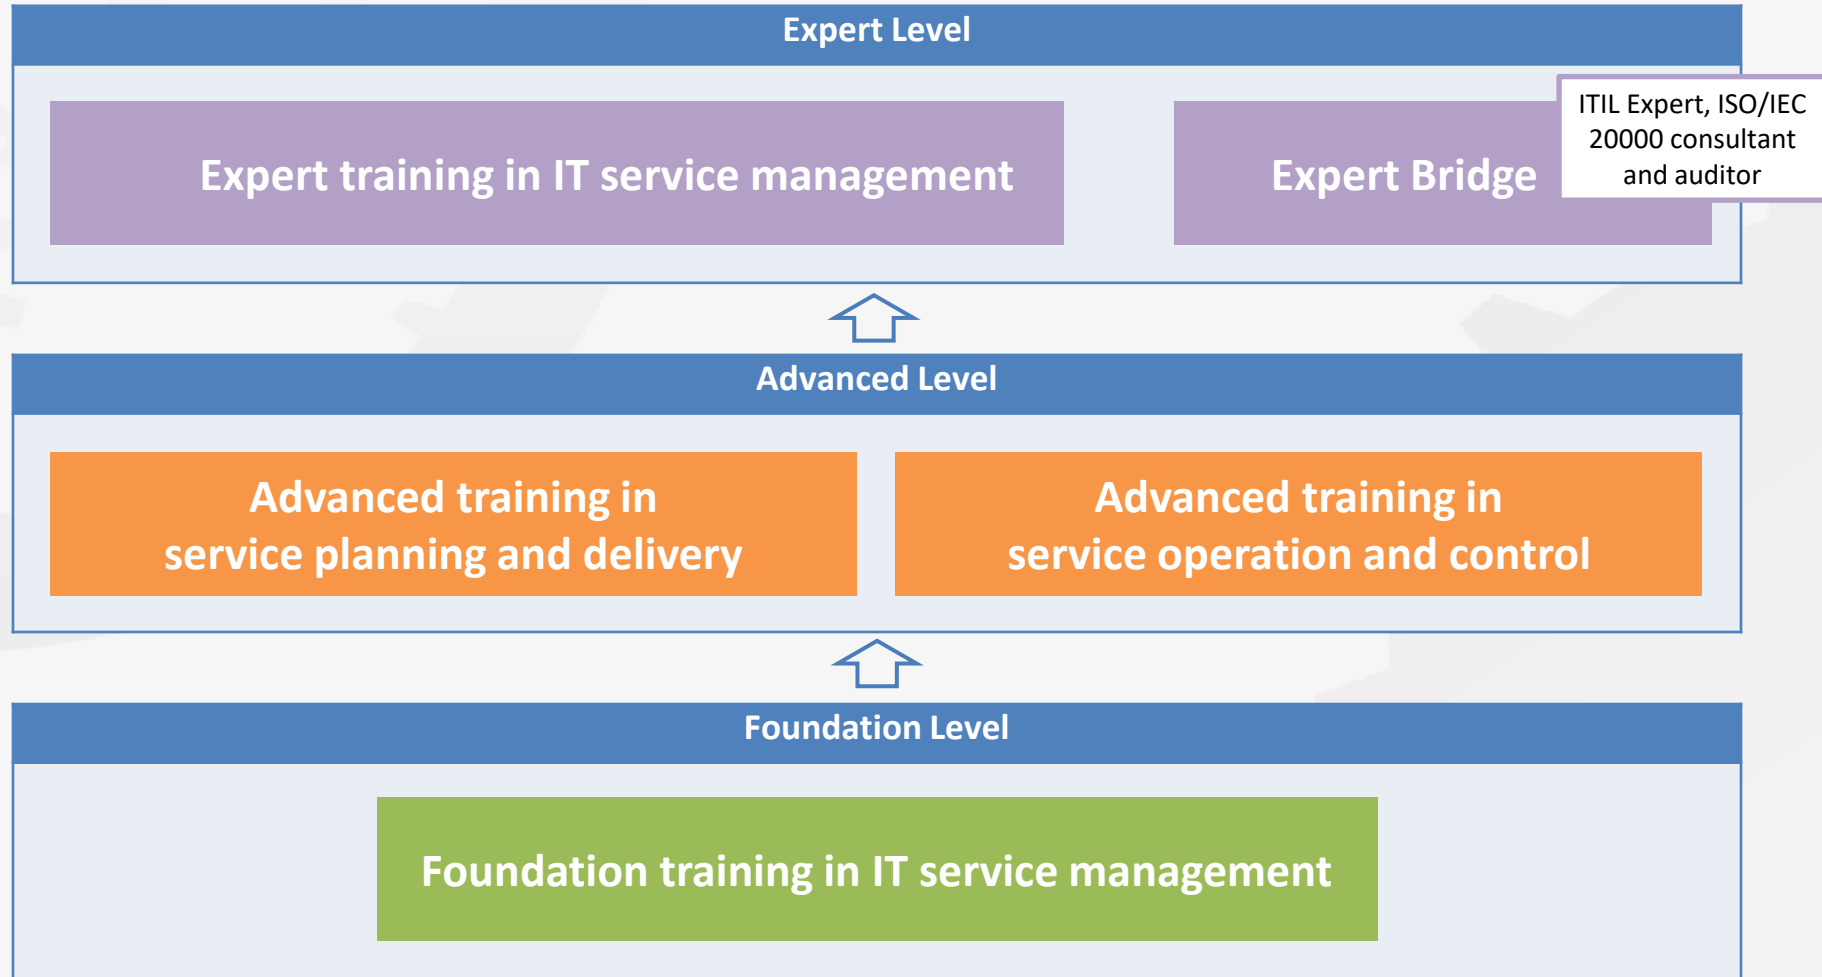 Expert Level
Expert training in IT service management
Expert Bridge
ITIL Expert, ISO/IEC
20000 consultant
and auditor
Advanced Level
Advanced training in
service planning and delivery
Advanced training in
service operation and control
Foundation Level
Foundation training in IT service management